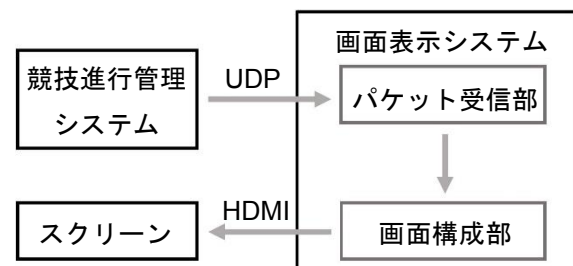 画面表示システム
競技進行管理
システム
UDP
パケット受信部
HDMI
スクリーン
画面構成部